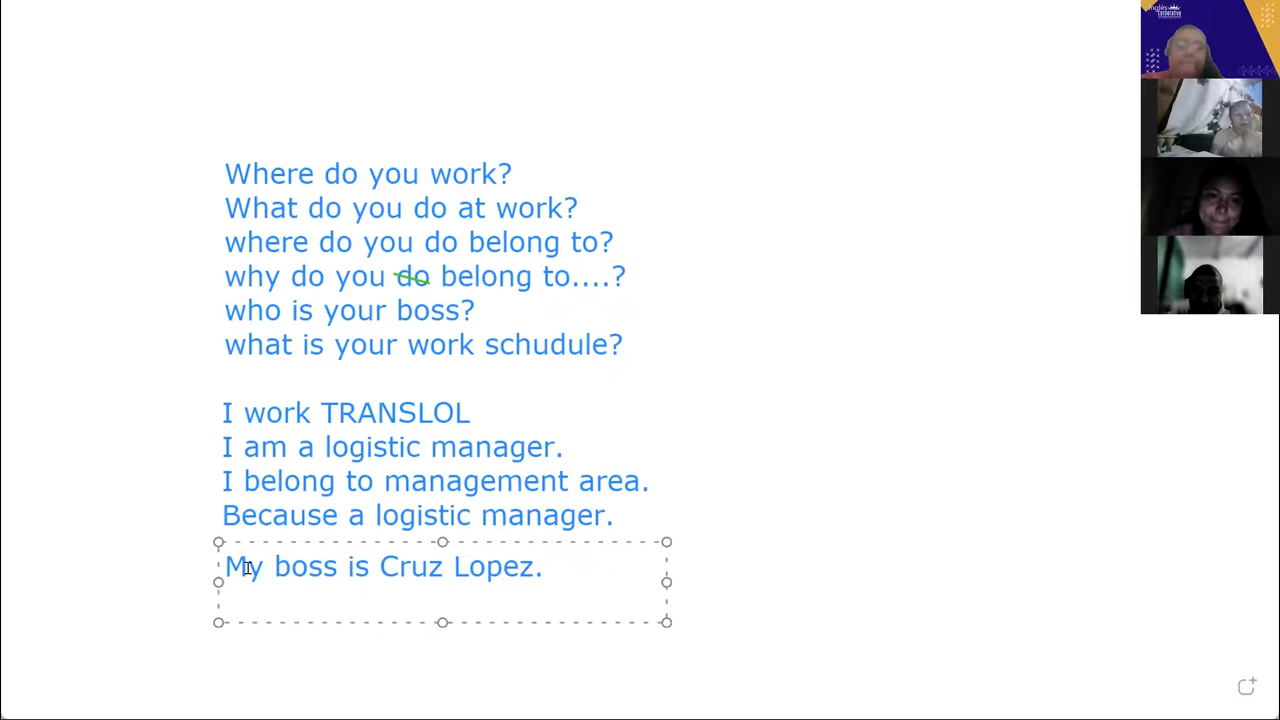 Where do you work?
What do you do at work?
where do you do belong to?
why do you do belong to....?
who is your boss?
what is your work schudule?
I work TRANSLOL
I am a logistic manager.
I belong to management area.
Because a logistic manager.
My boss is Cruz Lopez.
Inglés
corporativo